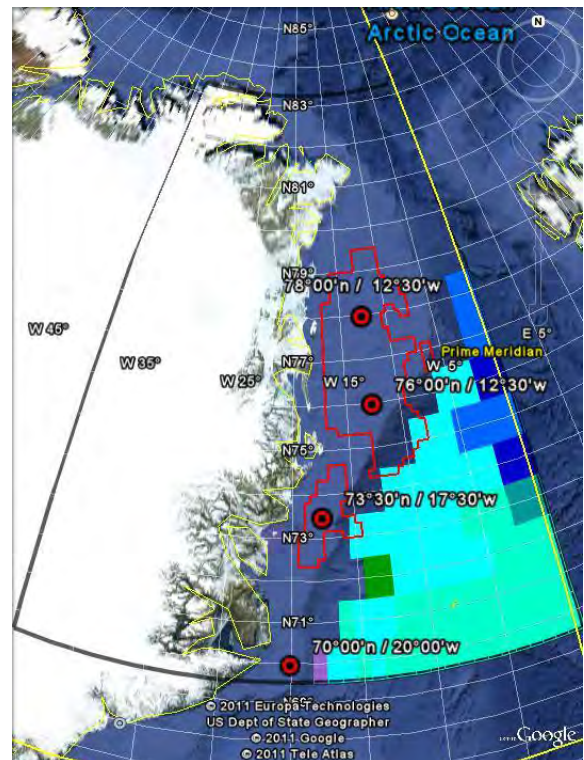 N85°
Arctic Ocean
N
N83°
N81°
N79°
78°00'n / 12°30'w
W 45°
E 5°
Prime Meridian
W 35°
N77°
W 5°
W 25°
W 15°
76°00'n / 12°30'w
N75°
73°30'n / 17°30'w
N73°
N71°
70°00'n / 20°00'w
© 2011 Europa Technologies
US Dept of State Geographer
© 2011 Google
© 2011 Tele Atlas
Google